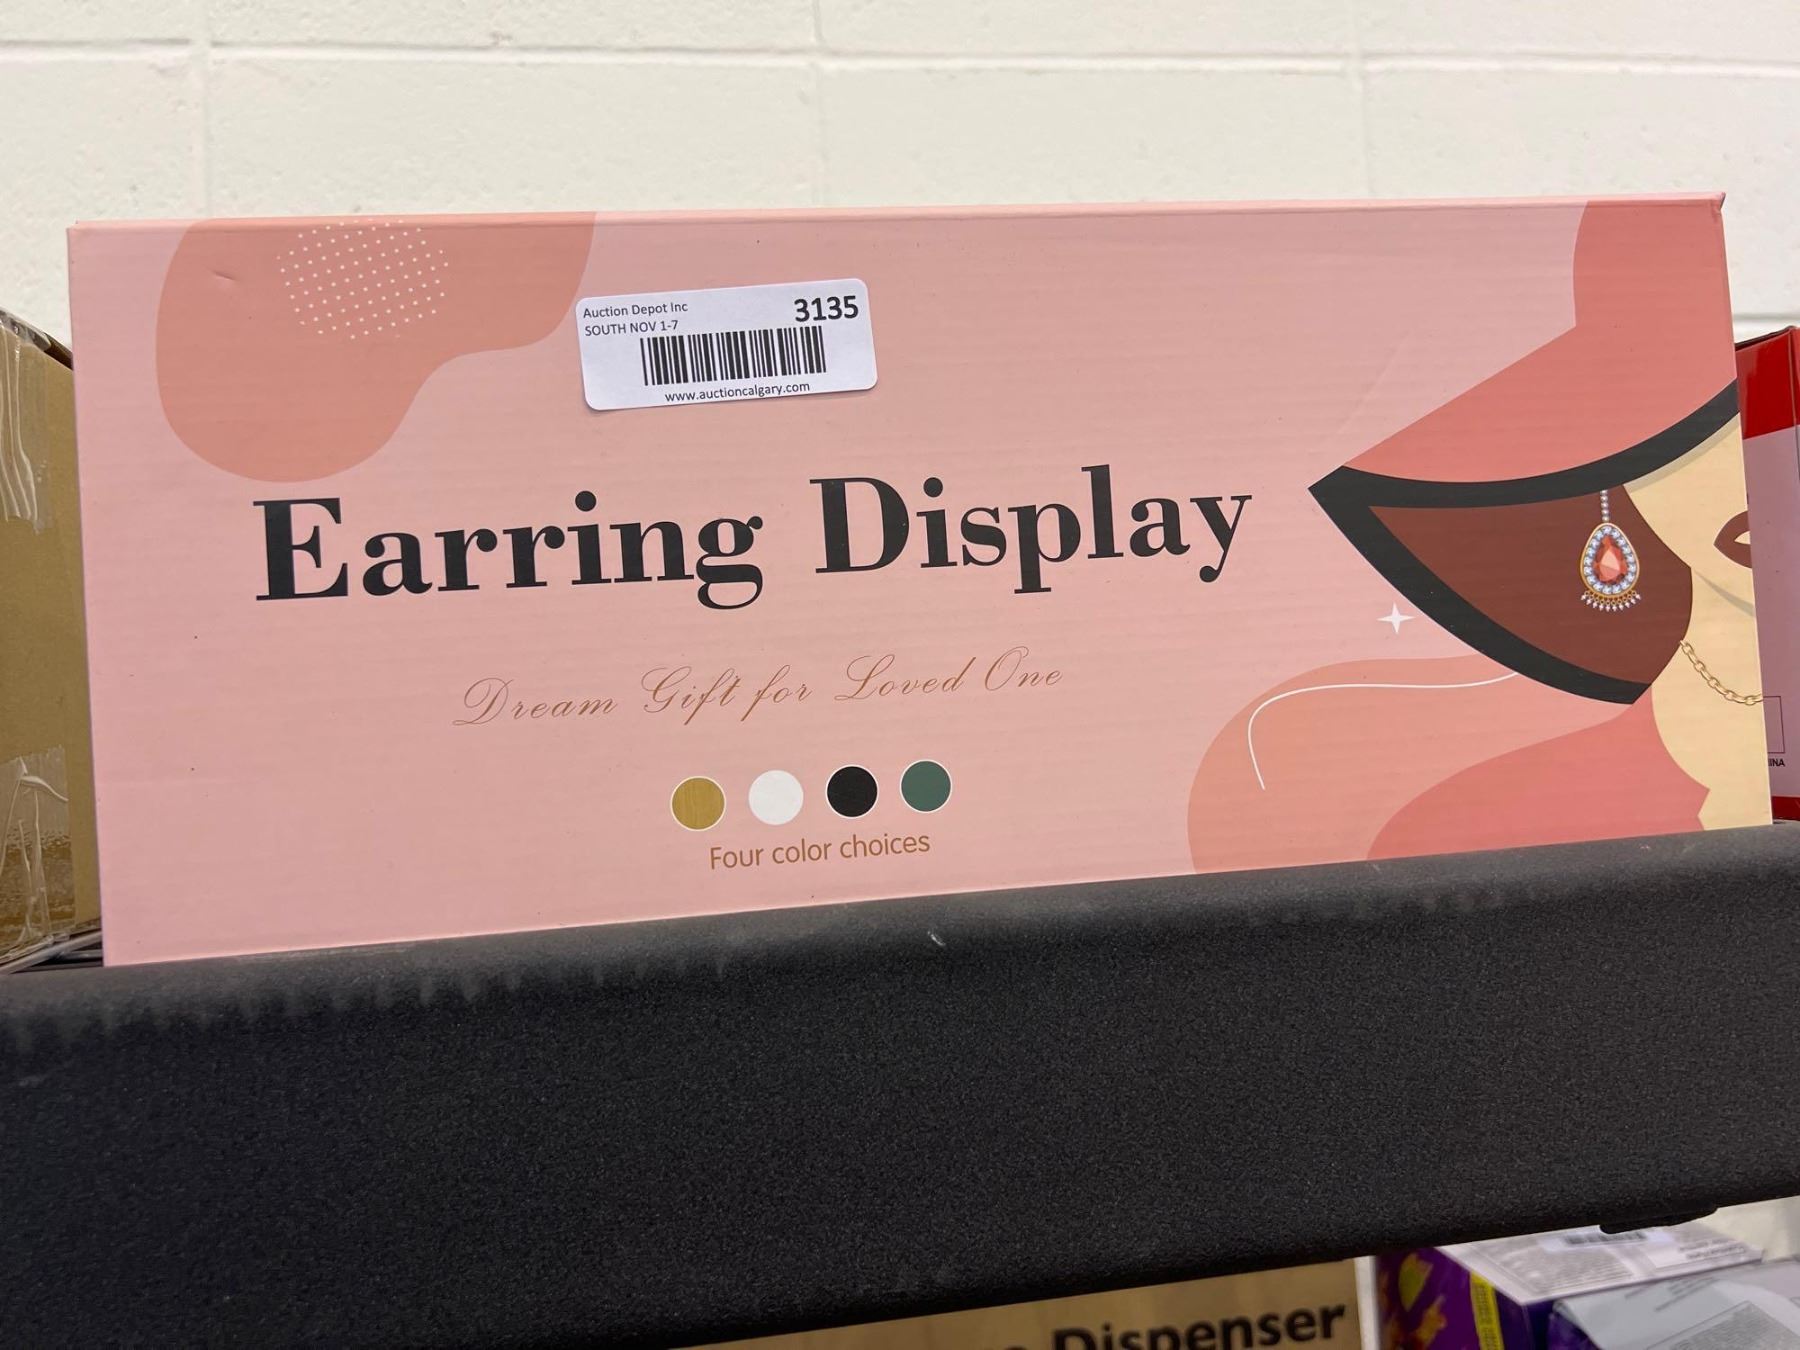 Auction Depot Inc
3135
SOUTH NOV 1-7
www.auctioncalgary.com
Earring Display
Dream Gift for Loved One
Four color choices
INA
Dispenser